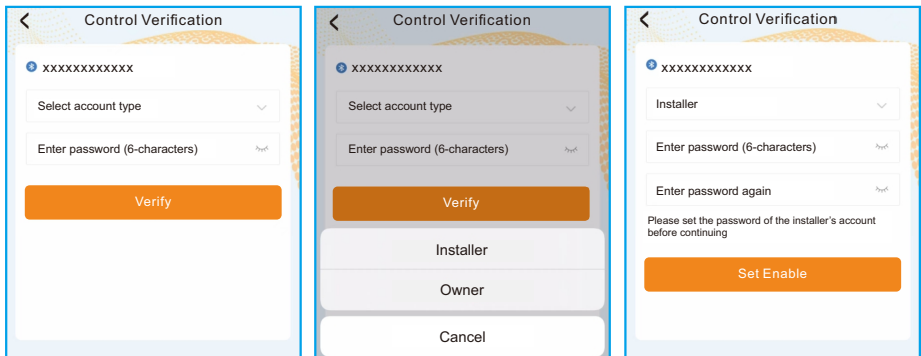 Control Verification
xxxxxxxxxxxx
Select account type
Enter password (6-characters)
Verify
Control Verification
xxxxxxxxxxxx
Select account type
Enter password (6-characters)
Verify
Installer
Owner
Cancel
Control Verification
xxxxxxxxxxxx
Installer
Enter password (6-characters)
Enter password again
Please set the password of the installer's account
before continuing
Set Enable